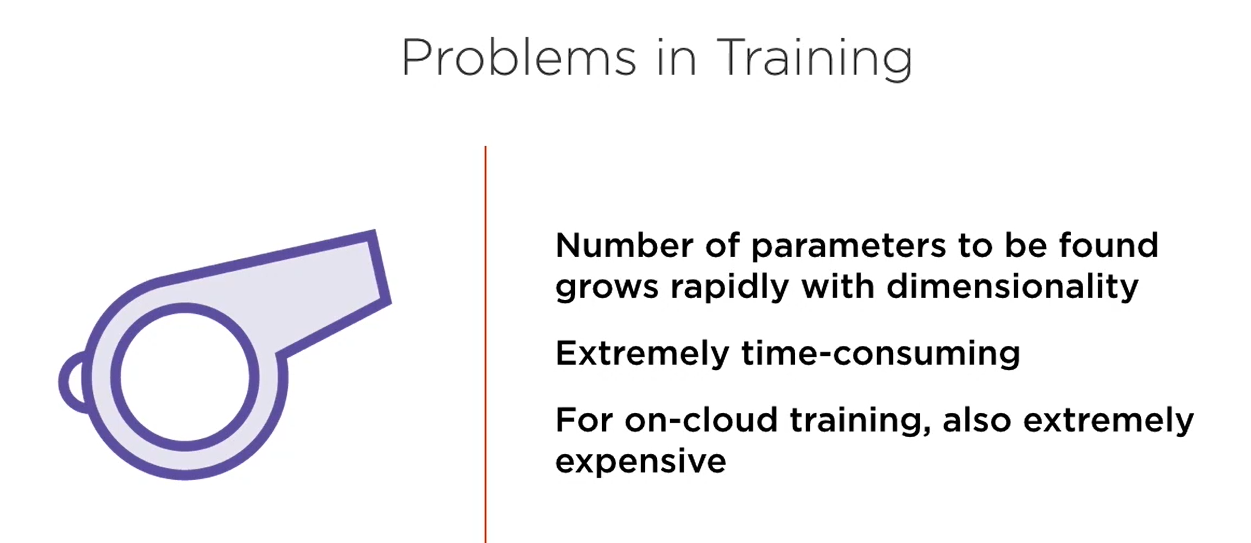 Problems in Training
Number of parameters to be found
grows rapidly with dimensionality
Extremely time-consuming
For on-cloud training, also extremely
expensive